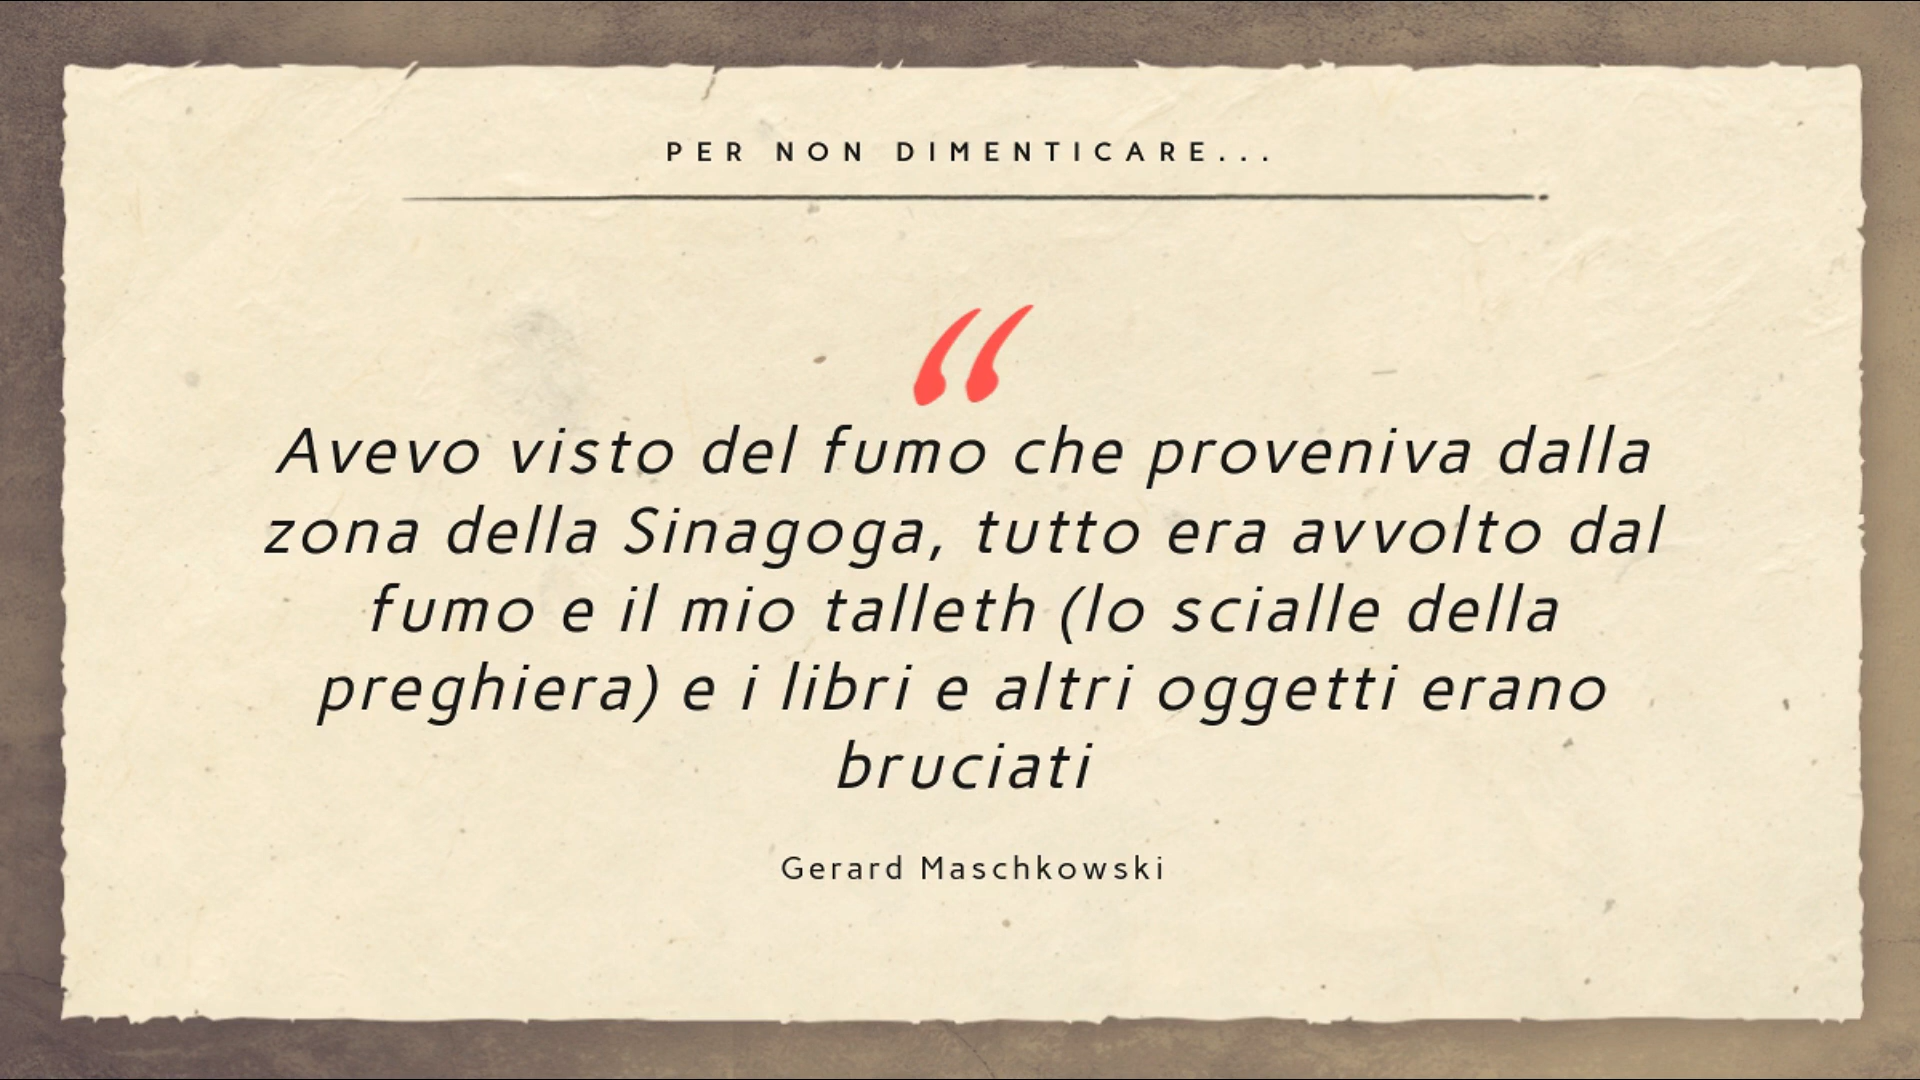 PER NON DIMENTICARE...
“
Avevo visto del fumo che proveniva dalla
zona della Sinagoga, tutto era avvolto dal
fumo e il mio talleth (lo scialle della
preghiera) e i libri e altri oggetti erano
bruciati
Gerard Maschkowski